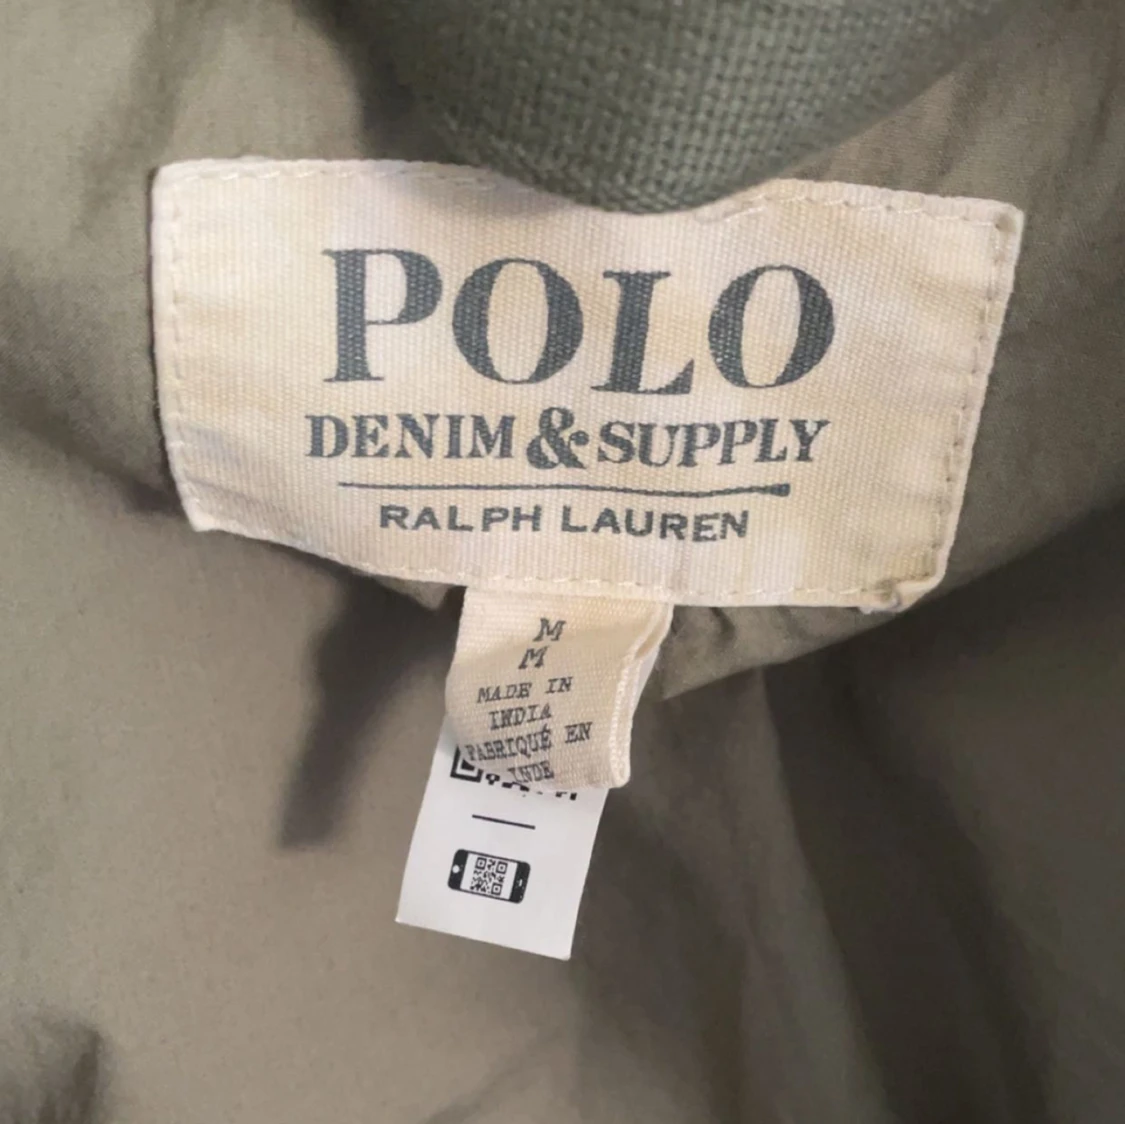 POLO
DENIM & SUPPLY
RALPH LAUREN
M
M
MADE IN
INDIA
FABRIQUÉ EN
INDE